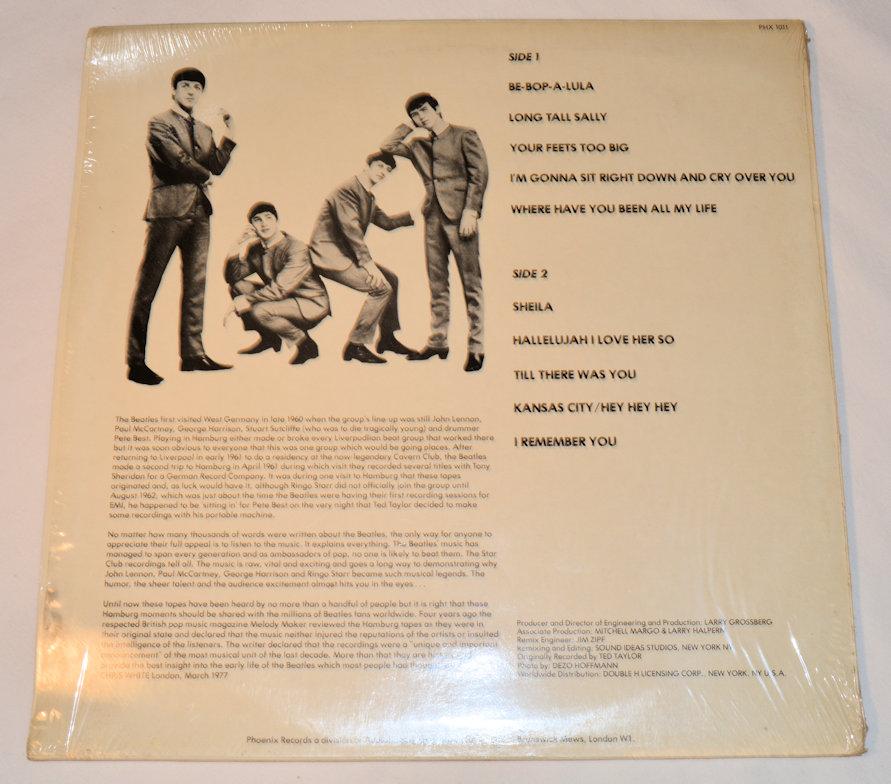 PHX 1011
SIDE 1
BE-BOP-A-LULA
LONG TALL SALLY
YOUR FEETS TOO BIG
I'M GONNA SIT RIGHT DOWN AND CRY OVER YOU
WHERE HAVE YOU BEEN ALL MY LIFE
SIDE 2
SHEILA
HALLELUJAH I LOVE HER SO
TILL THERE WAS YOU
KANSAS CITY/HEY HEY HEY
I REMEMBER YOU
The Beatles first visited West Germany in late 1960 when the group's line-up was still John Lennon,
Paul McCartney, George Harrison, Stuart Sutcliffe (who was to die tragically young) and drummer
Pete Best. Playing in Hamburg either made or broke every Liverpudlian beat group that worked there
but it was soon obvious to everyone that this was one group which would be going places. After
returning to Liverpool in early 1961 to do a residency at the now-legendary Cavern Club, the Beatles
made a second trip to Hamburg in April 1961 during which visit they recorded several titles with Tony
Sheridan for a German Record Company. It was during one visit to Hamburg that these tapes
originated and, as luck would have it, although Ringo Starr did not officially join the group until
August 1962, which was just about the time the Beatles were having their first recording sessions for
EMI, he happened to be 'sitting in' for Pete Best on the very night that Ted Taylor decided to make
some recordings with his portable machine.
No matter how many thousands of words were written about the Beatles, the only way for anyone to
appreciate their full appeal is to listen to the music. It explains everything. The Beatles' music has
managed to span every generation and as ambassadors of pop, no one is likely to beat them. The Star
Club recordings tell all. The music is raw, vital and exciting and goes a long way to demonstrating why
John Lennon, Paul McCartney, George Harrison and Ringo Starr became such musical legends. The
humor, the sheer talent and the audience excitement almost hits you in the eyes . . .
Until now these tapes have been heard by no more than a handful of people but it is right that these
Hamburg moments should be shared with the millions of Beatles fans worldwide. Four years ago the
respected British pop music magazine Melody Maker reviewed the Hamburg tapes as they were in
their original state and declared that the music neither injured the reputations of the artists or insulted
the intelligence of the listeners. The writer declared that the recordings were a "unique and important
of the most musical unit of the last decade. More than that they are
provide the best insight into the early life of the Beatles which most people had
CHRIS WHITE London, March 1977
Producer and Director of Engineering and Production: LARRY GROSSBERG
Associate Production: MITCHELL MARGO & LARRY HALPERN
Remix Engineer: JIM ZIPF
Remixing and Editing: SOUND IDEAS STUDIOS, NEW YORK NY
Originally Recorded by TED TAYLOR
Photo by: DEZO HOFFMANN
Worldwide Distribution: DOUBLE H LICENSING CORP., NEW YORK, N.Y U.S.A.
Phoenix Records a division of Brunswick Mews, London W1.